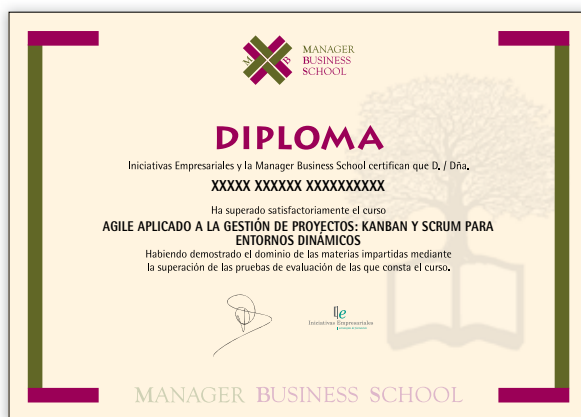 M B
MANAGER
BUSINESS
SCHOOL
DIPLOMA
Iniciativas Empresariales y la Manager Business School certifican que D. / Dña.
XXXXX XXXXXX XXXXXXXXXX
Ha superado satisfactoriamente el curso
AGILE APLICADO A LA GESTIÓN DE PROYECTOS: KANBAN Y SCRUM PARA
ENTORNOS DINÁMICOS
Habiendo demostrado el dominio de las materias impartidas mediante
la superación de las pruebas de evaluación de las que consta el curso.
Ie
Iniciativas Empresariales
MANAGER BUSINESS SCHOOL